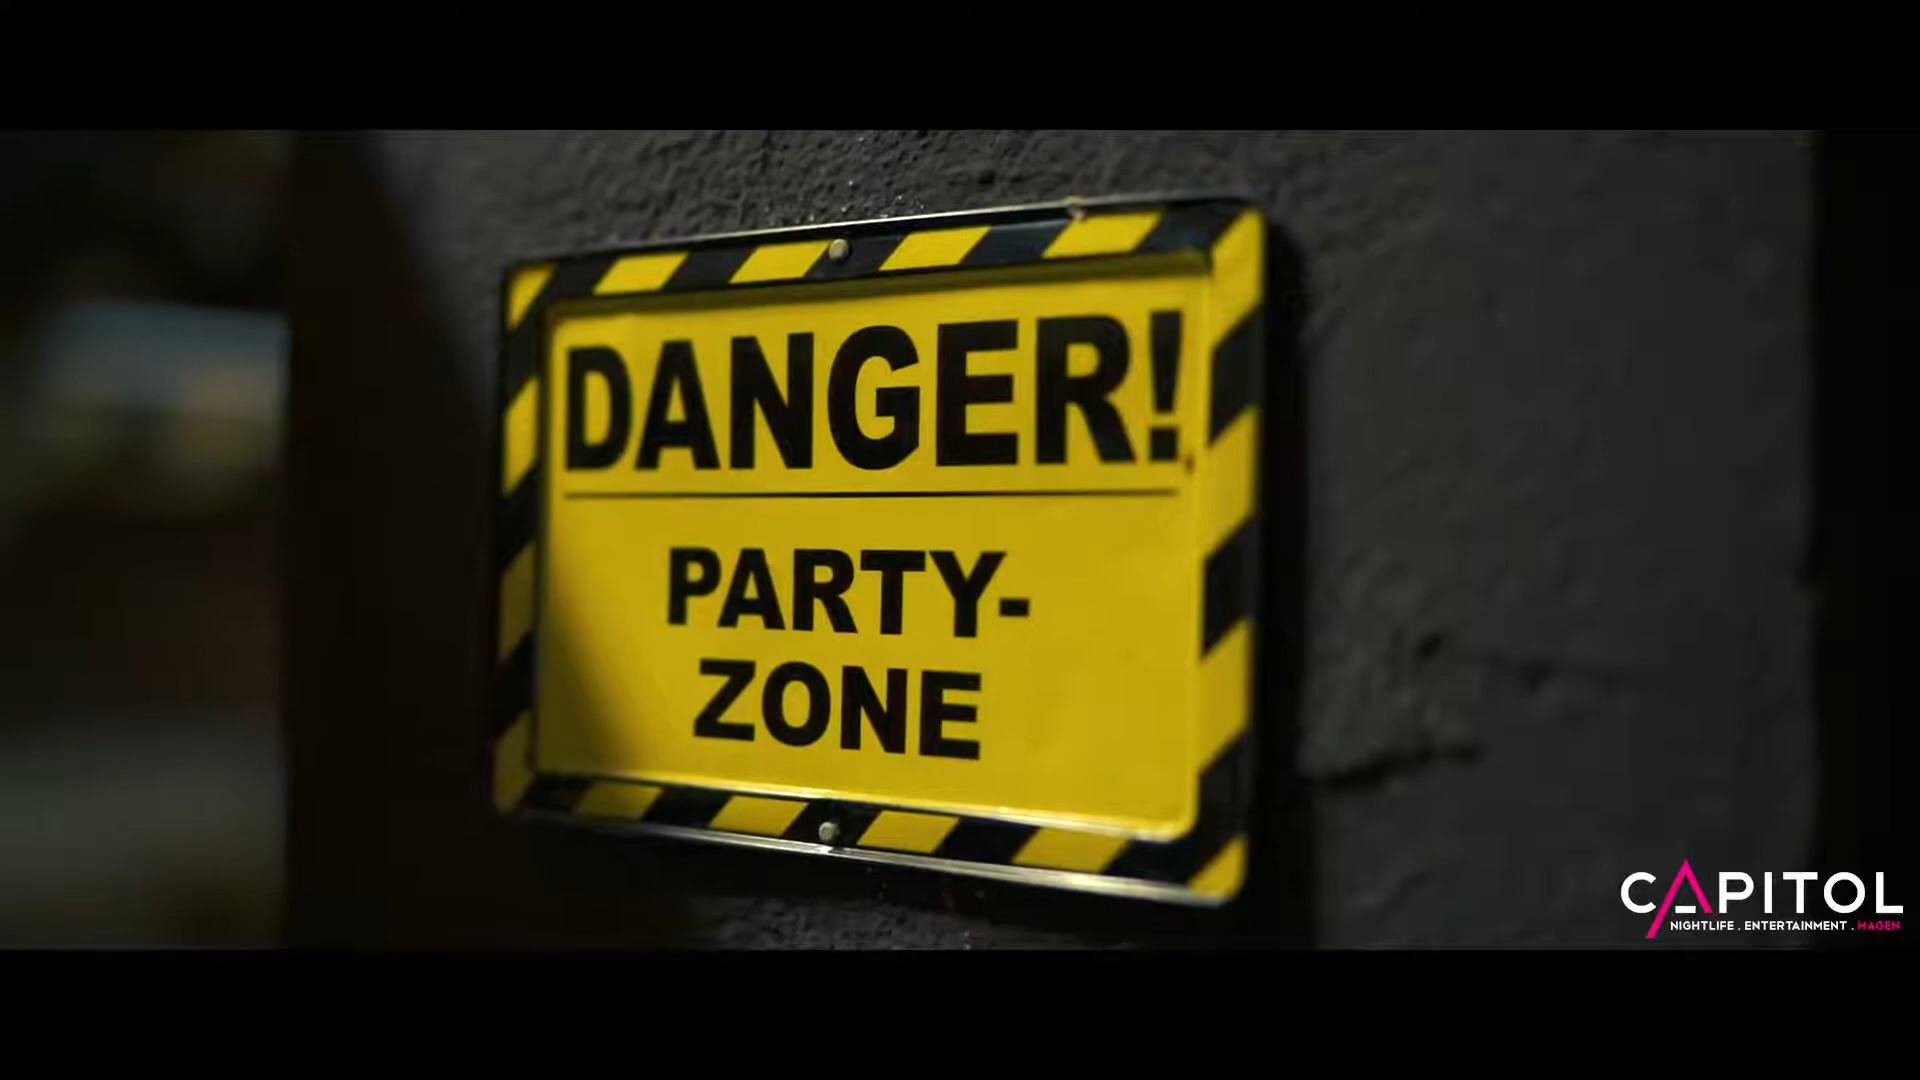 DANGER!
PARTY-
ZONE
CAPITOL
NIGHTLIFE . ENTERTAINMENT . HAGEN